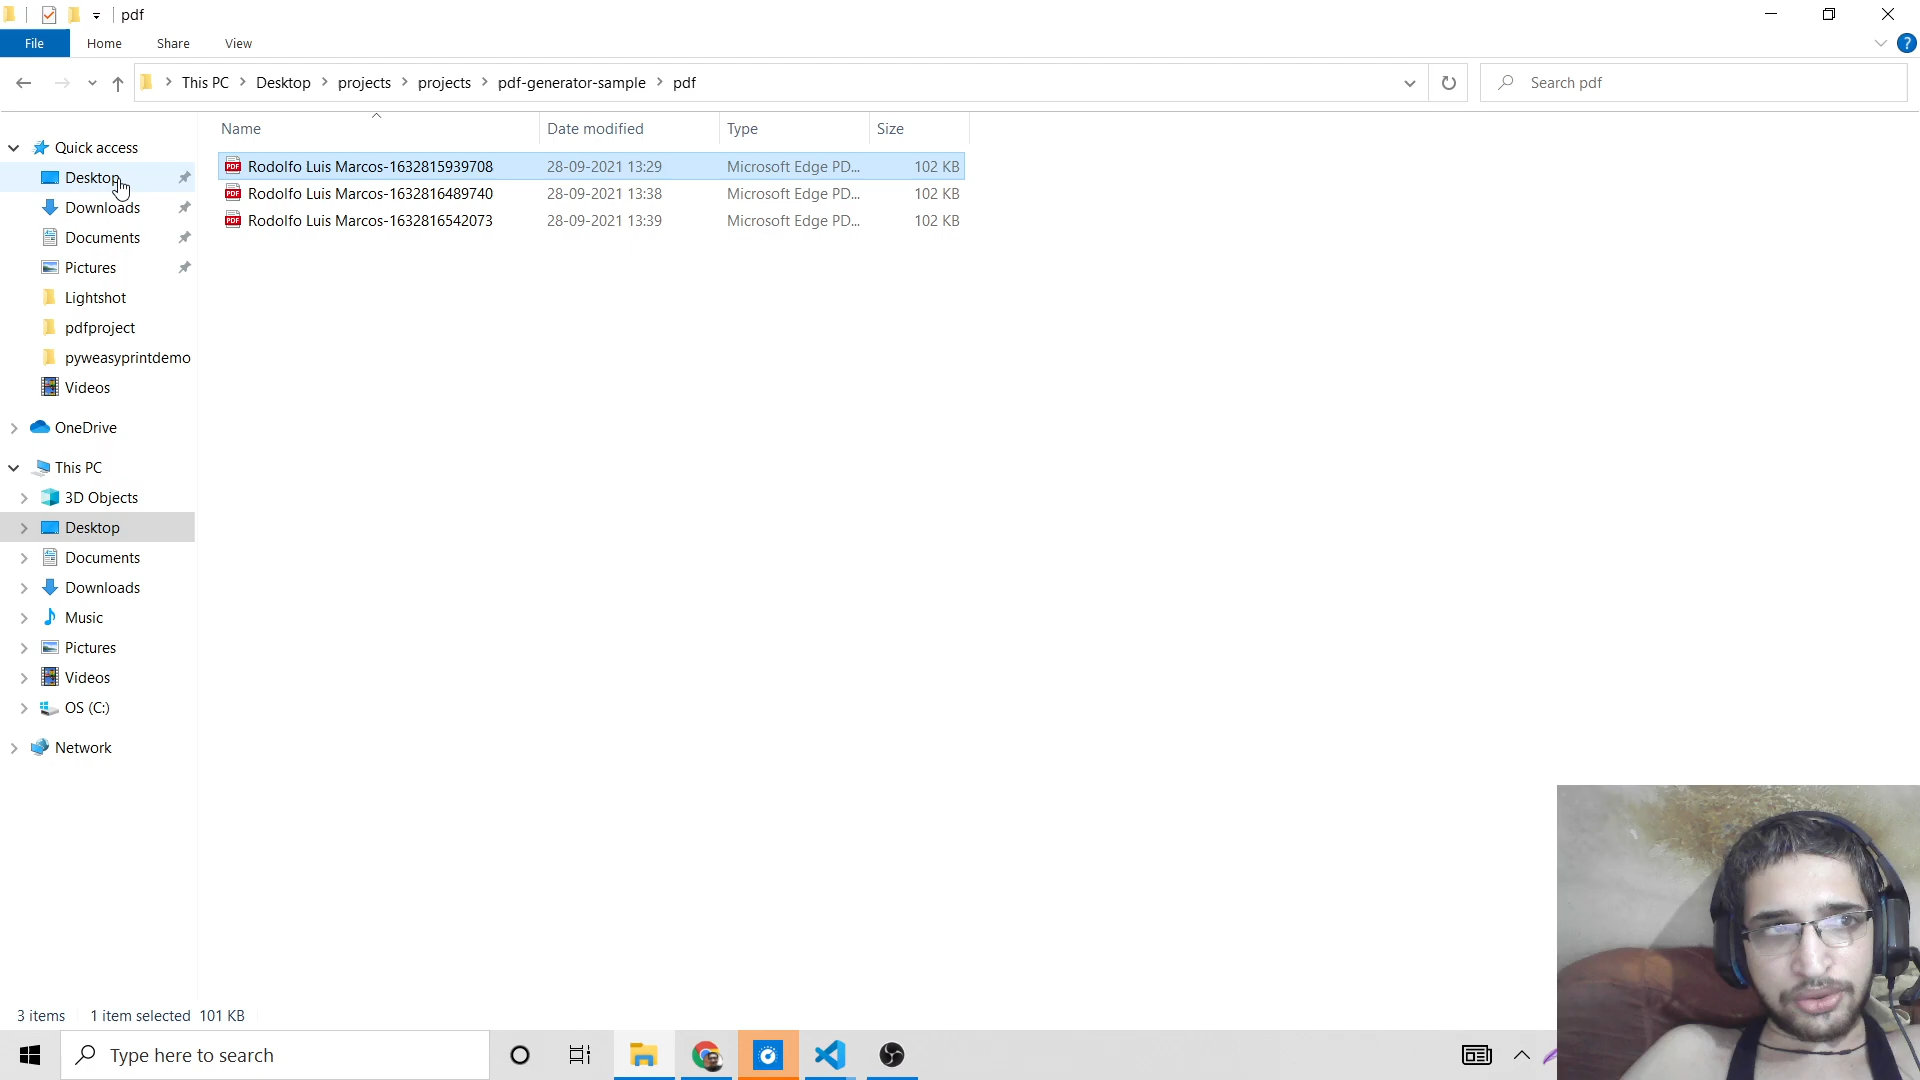 pdf
File
Home
Share
View
This PC
Desktop
projects
projects
pdf-generator-sample
pdf
Search pdf
Name
Date modified
Type
Size
Rodolfo Luis Marcos-1632815939708
28-09-2021 13:29
Microsoft Edge PD...
102 KB
Rodolfo Luis Marcos-1632816489740
28-09-2021 13:38
Microsoft Edge PD...
102 KB
Rodolfo Luis Marcos-1632816542073
28-09-2021 13:39
Microsoft Edge PD...
102 KB
Quick access
Desktop
Downloads
Documents
Pictures
Lightshot
pdfproject
pyweasyprintdemo
Videos
OneDrive
This PC
3D Objects
Desktop
Documents
Downloads
Music
Pictures
Videos
OS (C:)
Network
3 items
1 item selected 101 KB
Type here to search